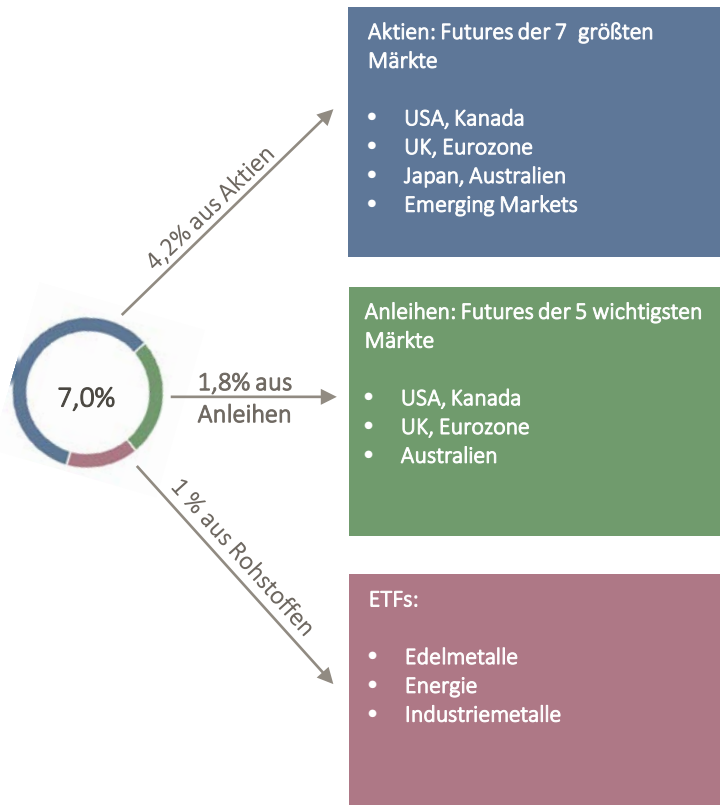 Aktien: Futures der 7 größten
Märkte
• USA, Kanada
• UK, Eurozone
• Japan, Australien
• Emerging Markets
4,2% aus Aktien
Anleihen: Futures der 5 wichtigsten
Märkte
• USA, Kanada
• UK, Eurozone
• Australien
7,0%
1,8% aus
Anleihen
1 % aus Rohstoffen
ETFs:
• Edelmetalle
• Energie
• Industriemetalle